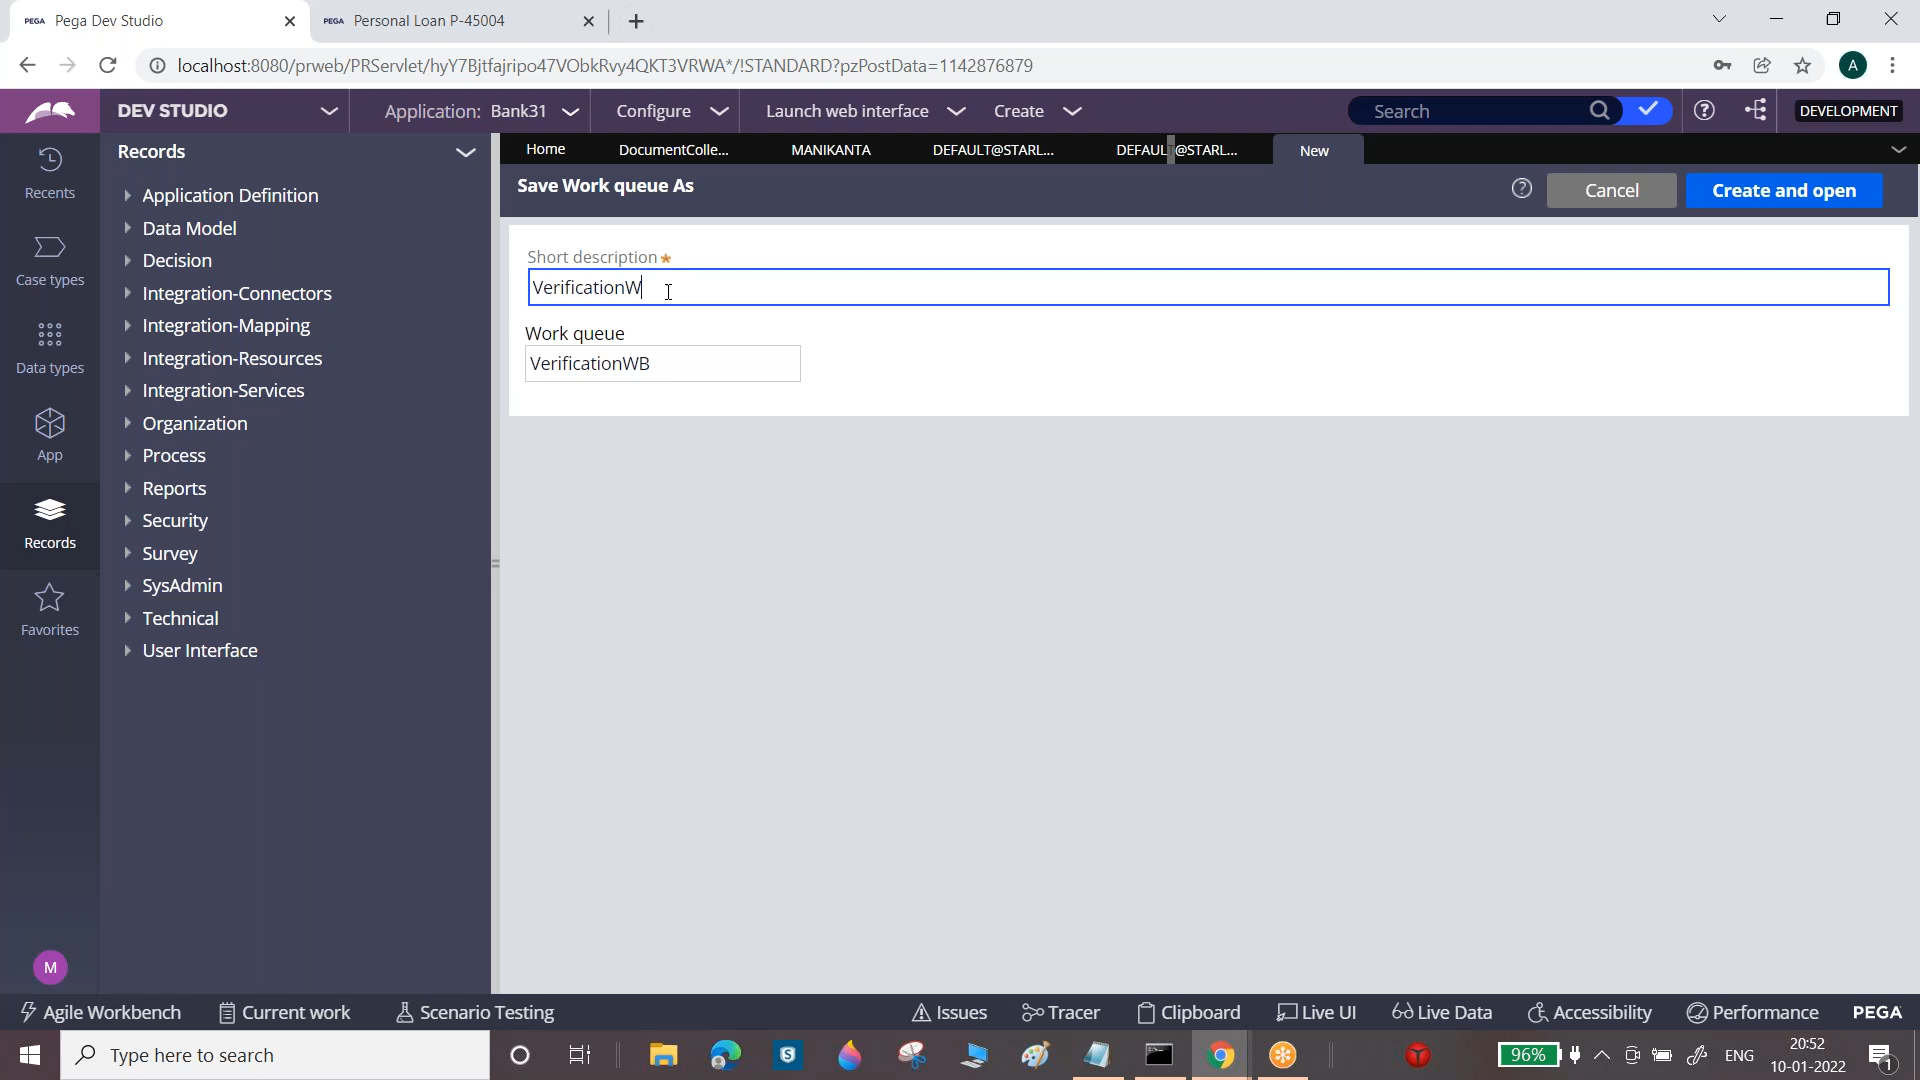 PEGA Pega Dev Studio
PEGA Personal Loan P-45004
localhost:8080/prweb/PRServlet/hyY7Bjtfajripo47VObkRvy4QKT3VRWA*/!STANDARD?pzPostData=1142876879
A
DEV STUDIO
Application: Bank31
Configure
Launch web interface
Create
Search
DEVELOPMENT
Recents
Case types
Data types
App
Records
Favorites
M
Records
Application Definition
Data Model
Decision
Integration-Connectors
Integration-Mapping
Integration-Resources
Integration-Services
Organization
Process
Reports
Security
Survey
SysAdmin
Technical
User Interface
Home
DocumentColle...
MANIKANTA
DEFAULT@STARL...
DEFAULT@STARL...
New
Save Work queue As
Cancel
Create and open
Short description
VerificationW
Work queue
VerificationWB
Agile Workbench
Current work
Scenario Testing
Issues
Tracer
Clipboard
Live UI
Live Data
Accessibility
Performance
PEGA
Type here to search
S
96%
ENG
20:52
10-01-2022
1